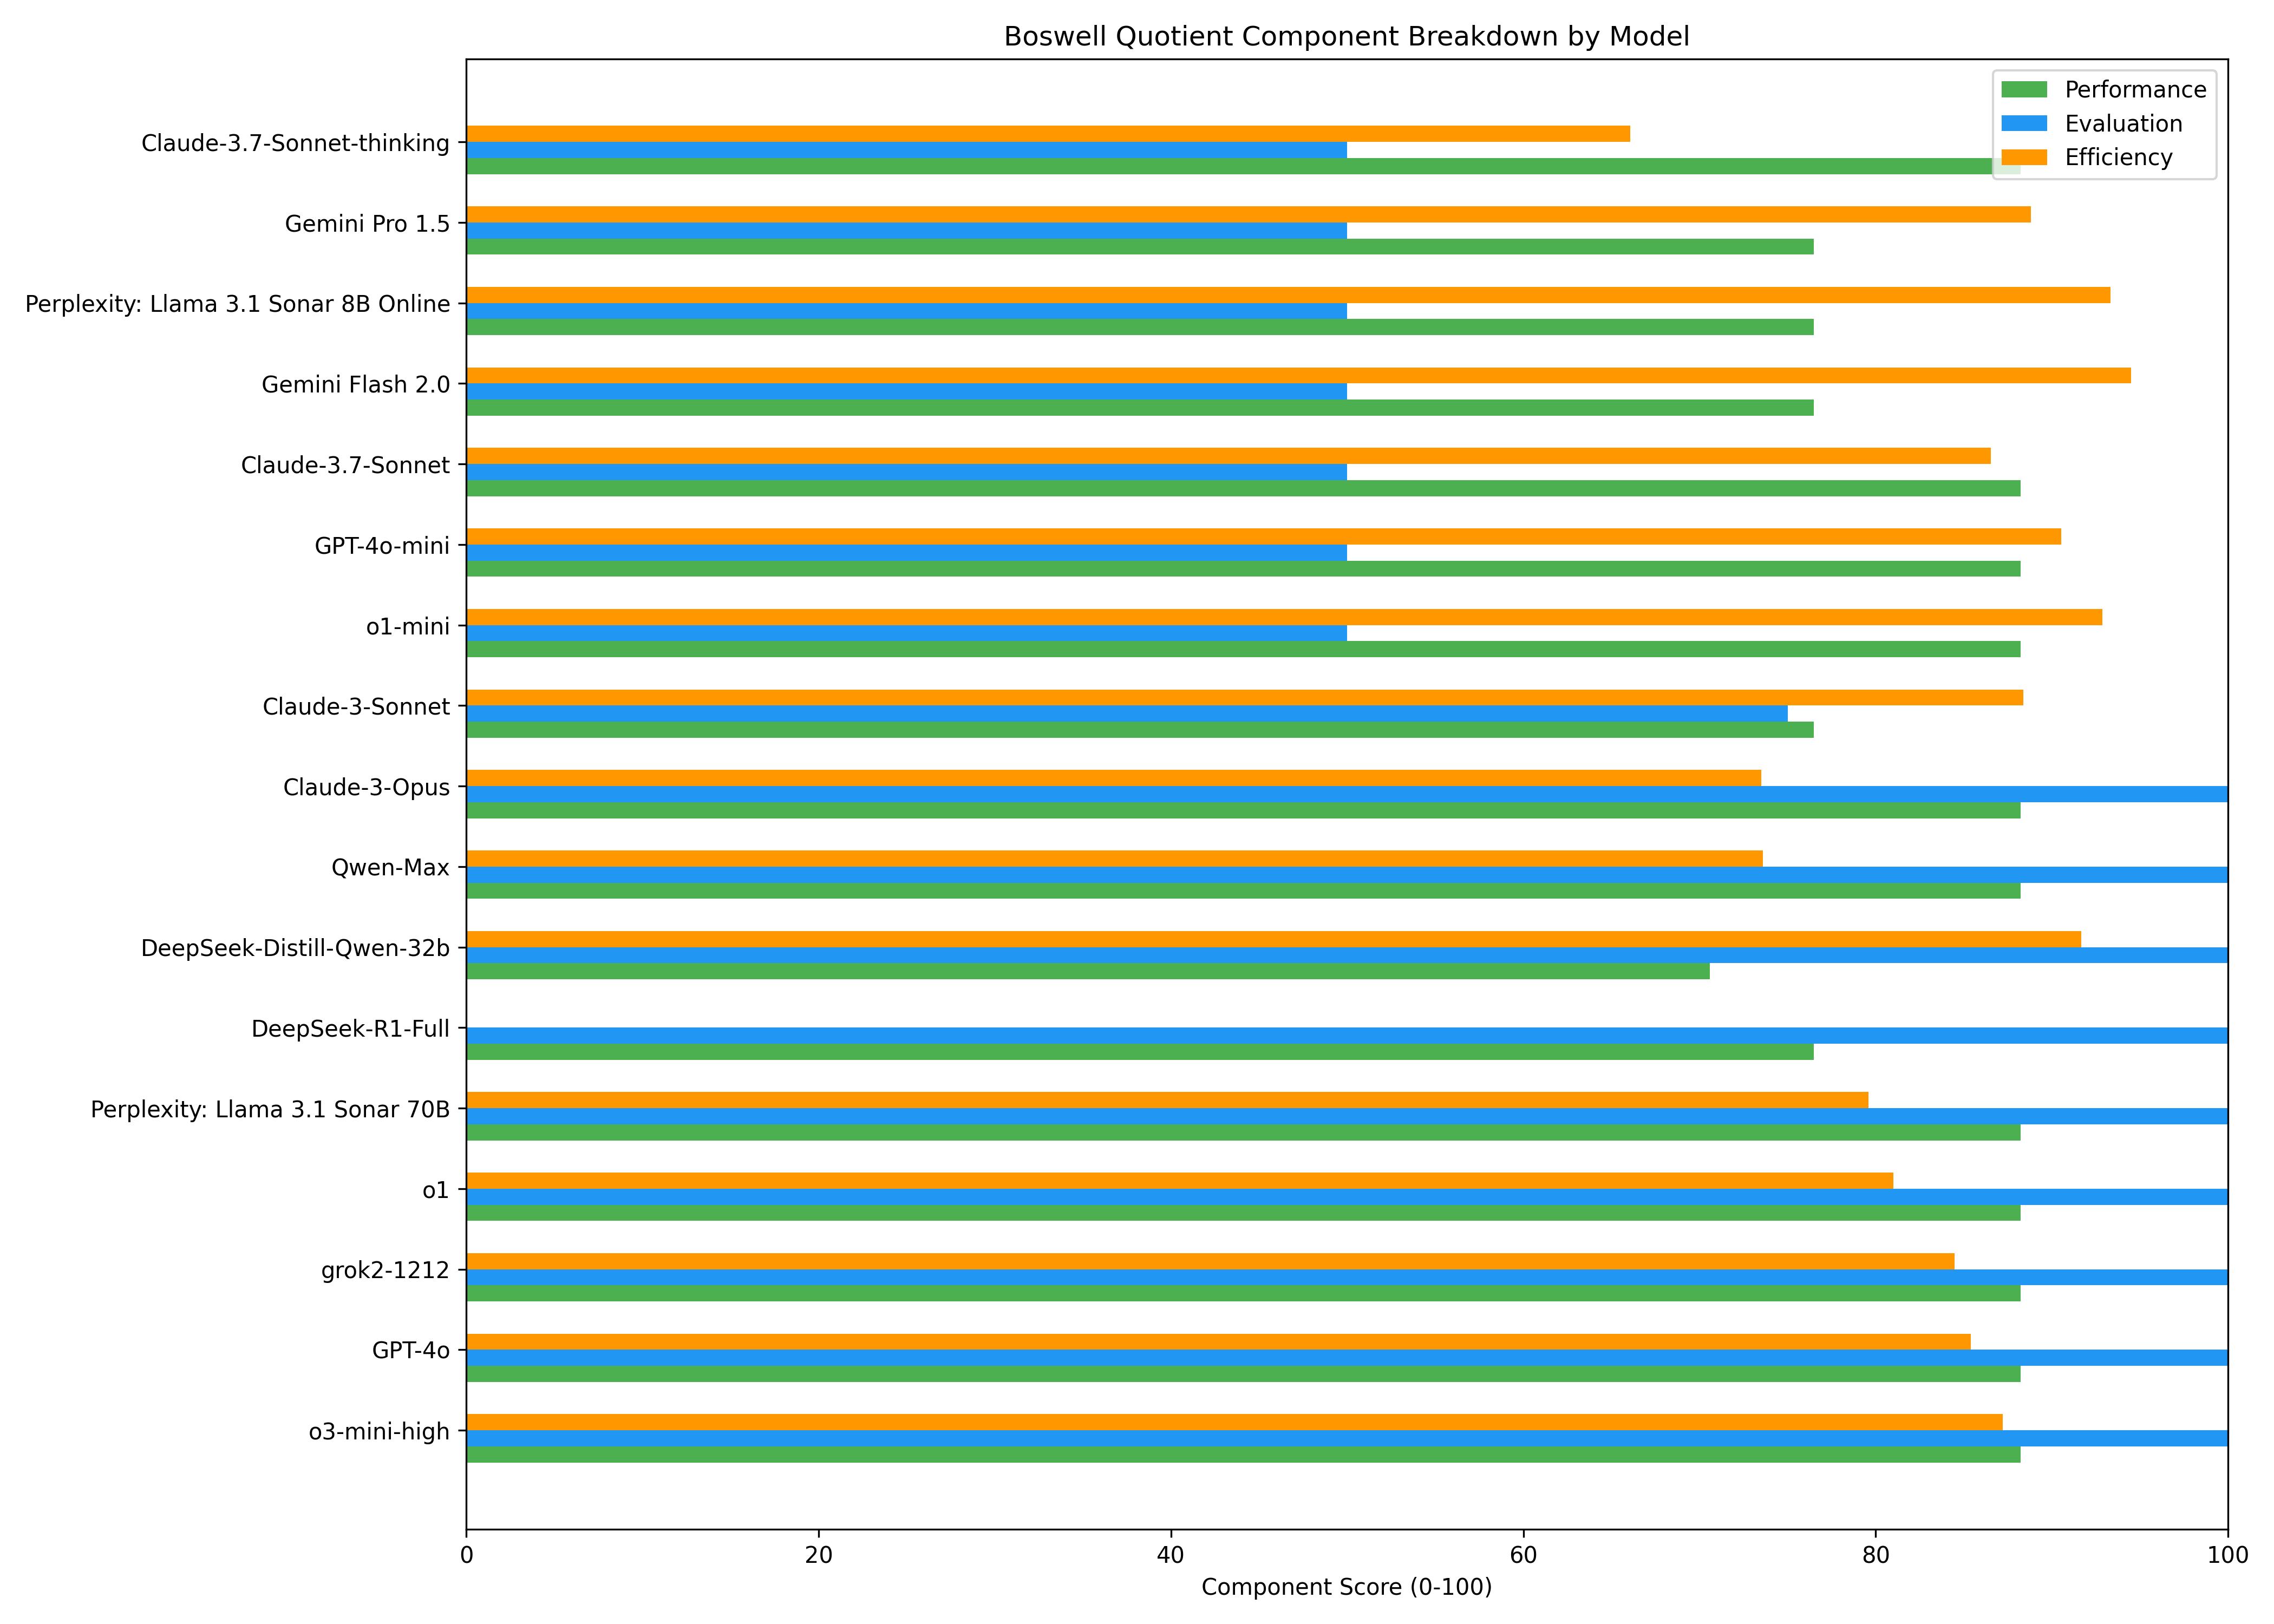 Boswell Quotient Component Breakdown by Model
Performance
Evaluation
Efficiency
Claude-3.7-Sonnet-thinking
Gemini Pro 1.5
Perplexity: Llama 3.1 Sonar 8B Online
Gemini Flash 2.0
Claude-3.7-Sonnet
GPT-4o-mini
o1-mini
Claude-3-Sonnet
Claude-3-Opus
Qwen-Max
DeepSeek-Distill-Qwen-32b
DeepSeek-R1-Full
Perplexity: Llama 3.1 Sonar 70B
o1
grok2-1212
GPT-4o
o3-mini-high
0 20 40 60 80 100
Component Score (0-100)